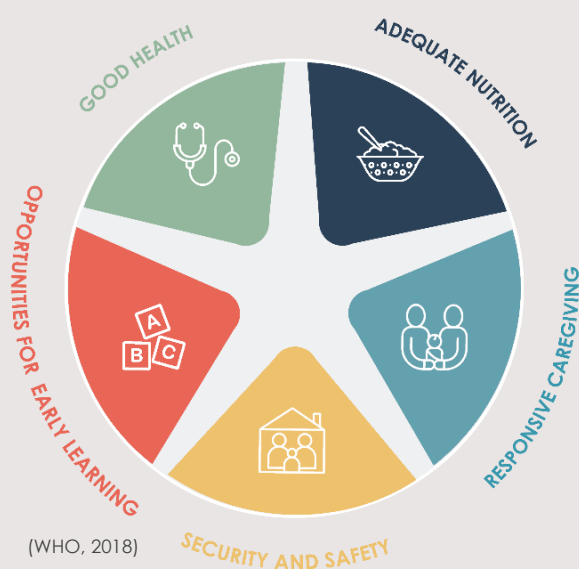 GOOD HEALTH
ADEQUATE NUTRITION
OPPORTUNITIES FOR EARLY LEARNING
A
B C
RESPONSIVE CAREGIVING
SECURITY AND SAFETY
(WHO, 2018)